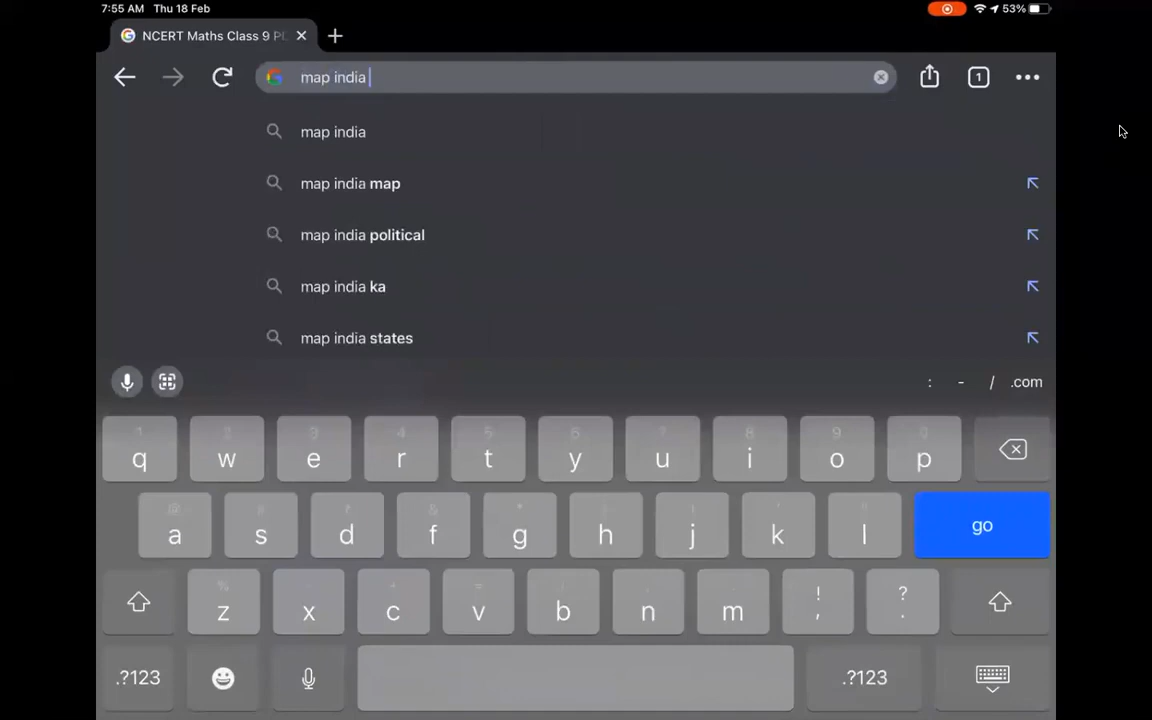 7:55 AM Thu 18 Feb
53%
NCERT Maths Class 9
map india
1
map india
map india map
map india political
map india ka
map india states
: - / .com
q w e r t y u i o p
a s d f g h j k l go
z x c v b n m ! , ? .
.?123 .?123